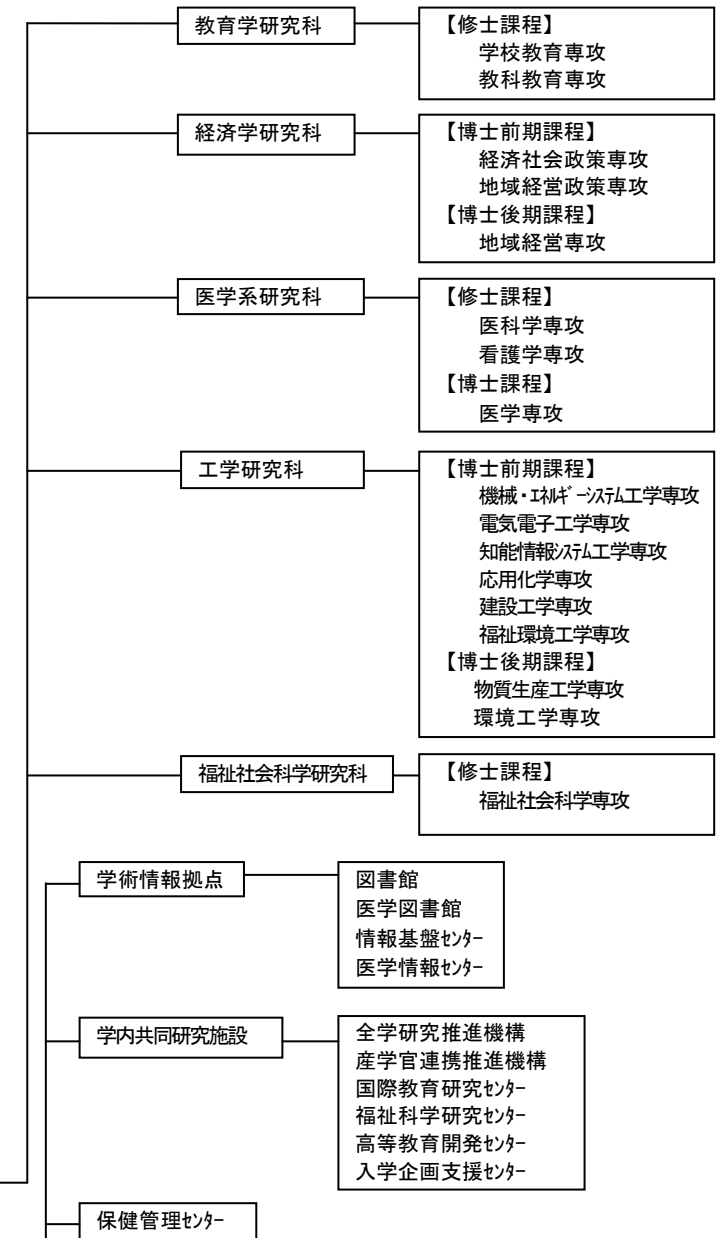 教育学研究科
【修士課程】
学校教育専攻
教科教育専攻
経済学研究科
【博士前期課程】
経済社会政策専攻
地域経営政策専攻
【博士後期課程】
地域経営専攻
医学系研究科
【修士課程】
医科学専攻
看護学専攻
【博士課程】
医学専攻
工学研究科
【博士前期課程】
機械・ｴﾈﾙｷﾞｰｼｽﾃﾑ工学専攻
電気電子工学専攻
知能情報ｼｽﾃﾑ工学専攻
応用化学専攻
建設工学専攻
福祉環境工学専攻
【博士後期課程】
物質生産工学専攻
環境工学専攻
福祉社会科学研究科
【修士課程】
福祉社会科学専攻
学術情報拠点
図書館
医学図書館
情報基盤ｾﾝﾀｰ
医学情報ｾﾝﾀｰ
学内共同研究施設
全学研究推進機構
産学官連携推進機構
国際教育研究ｾﾝﾀｰ
福祉科学研究ｾﾝﾀｰ
高等教育開発ｾﾝﾀｰ
入学企画支援ｾﾝﾀｰ
保健管理ｾﾝﾀｰ